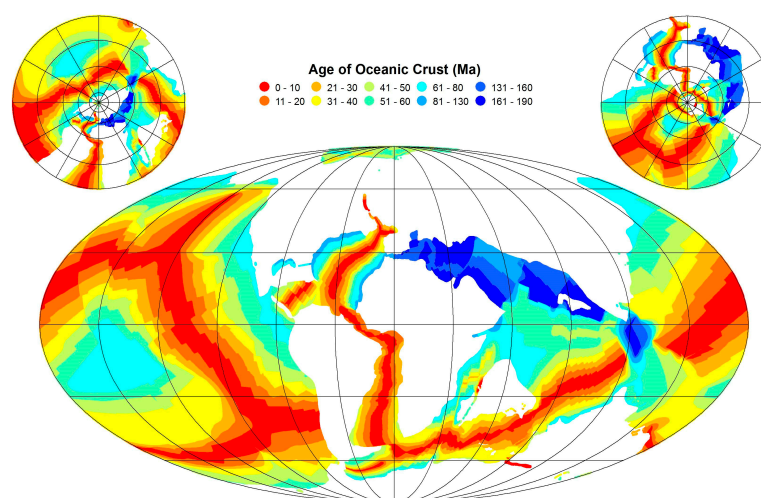 Age of Oceanic Crust (Ma)
0 - 10 21 - 30 41 - 50 61 - 80 131 - 160
11 - 20 31 - 40 51 - 60 81 - 130 161 - 190